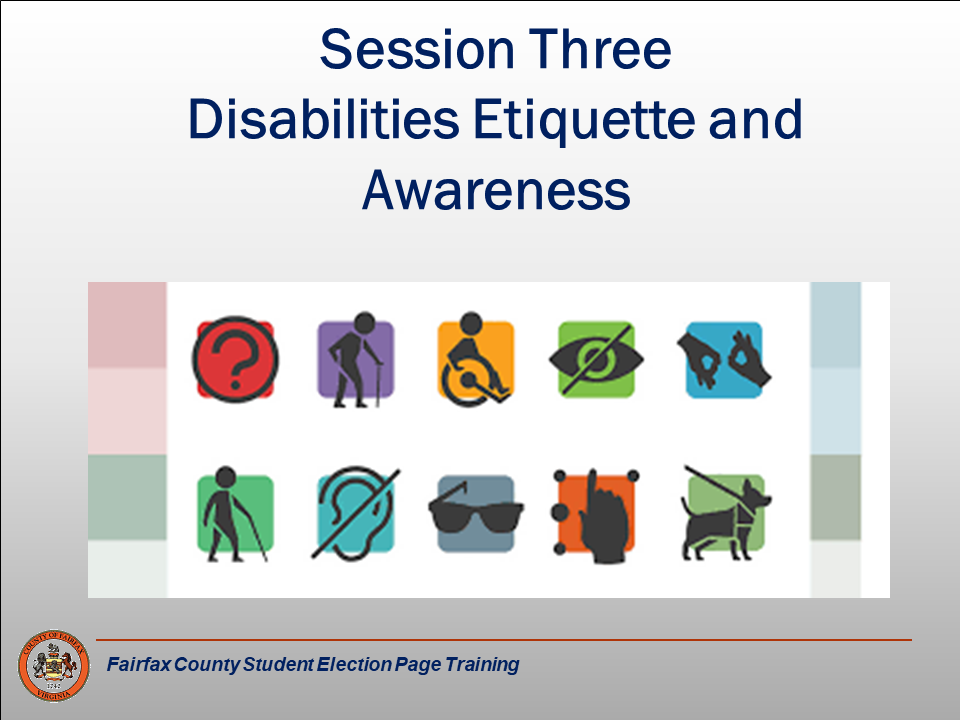 Session Three
Disabilities Etiquette and
Awareness
?
COUNTY OF FAIRFAX
1742
VIRGINIA
Fairfax County Student Election Page Training